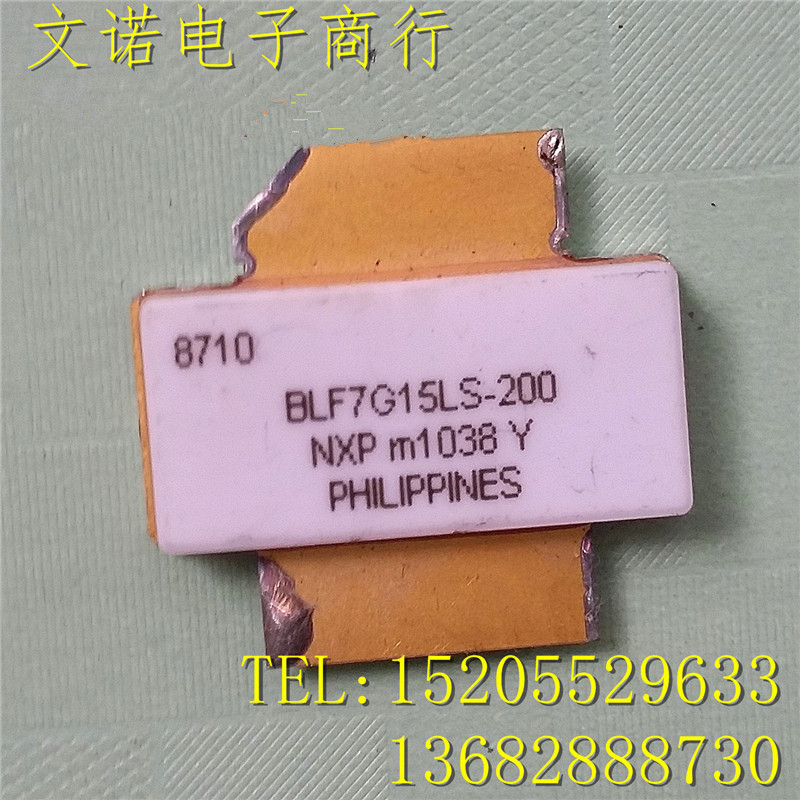 文诺电子商行
8710
BLF7G15LS-200
NXP m1038 Y
PHILIPPINES
TEL:15205529633
13682888730